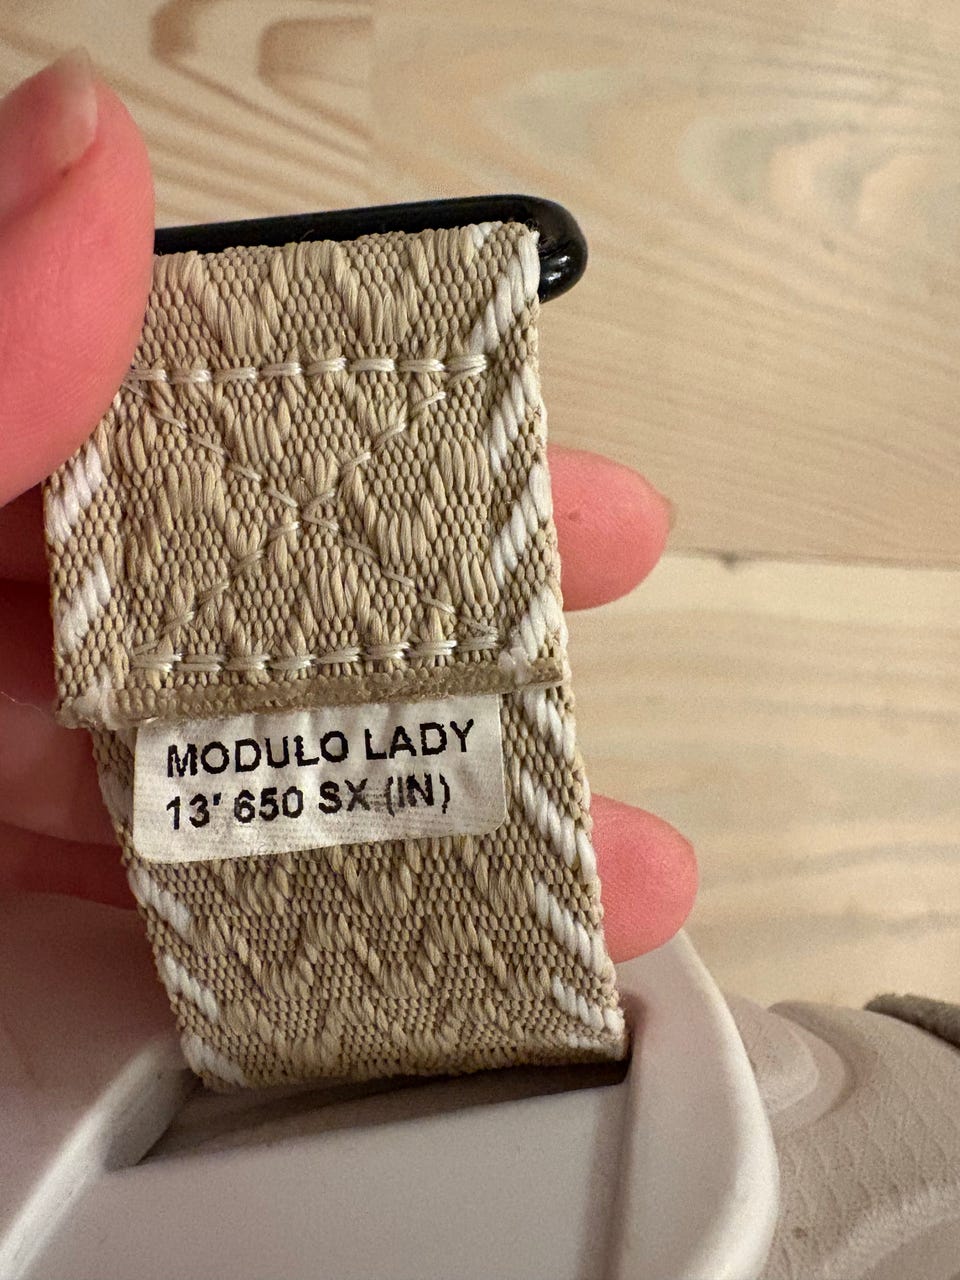 MODULO LADY
13' 650 SX (IN)